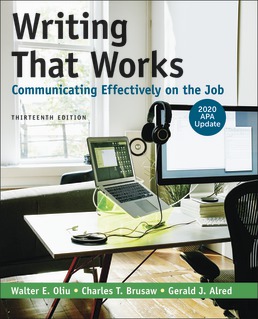 Writing
That Works
Communicating Effectively on the Job
THIRTEENTH EDITION
2020
APA
Update
Walter E. Oliu • Charles T. Brusaw • Gerald J. Alred